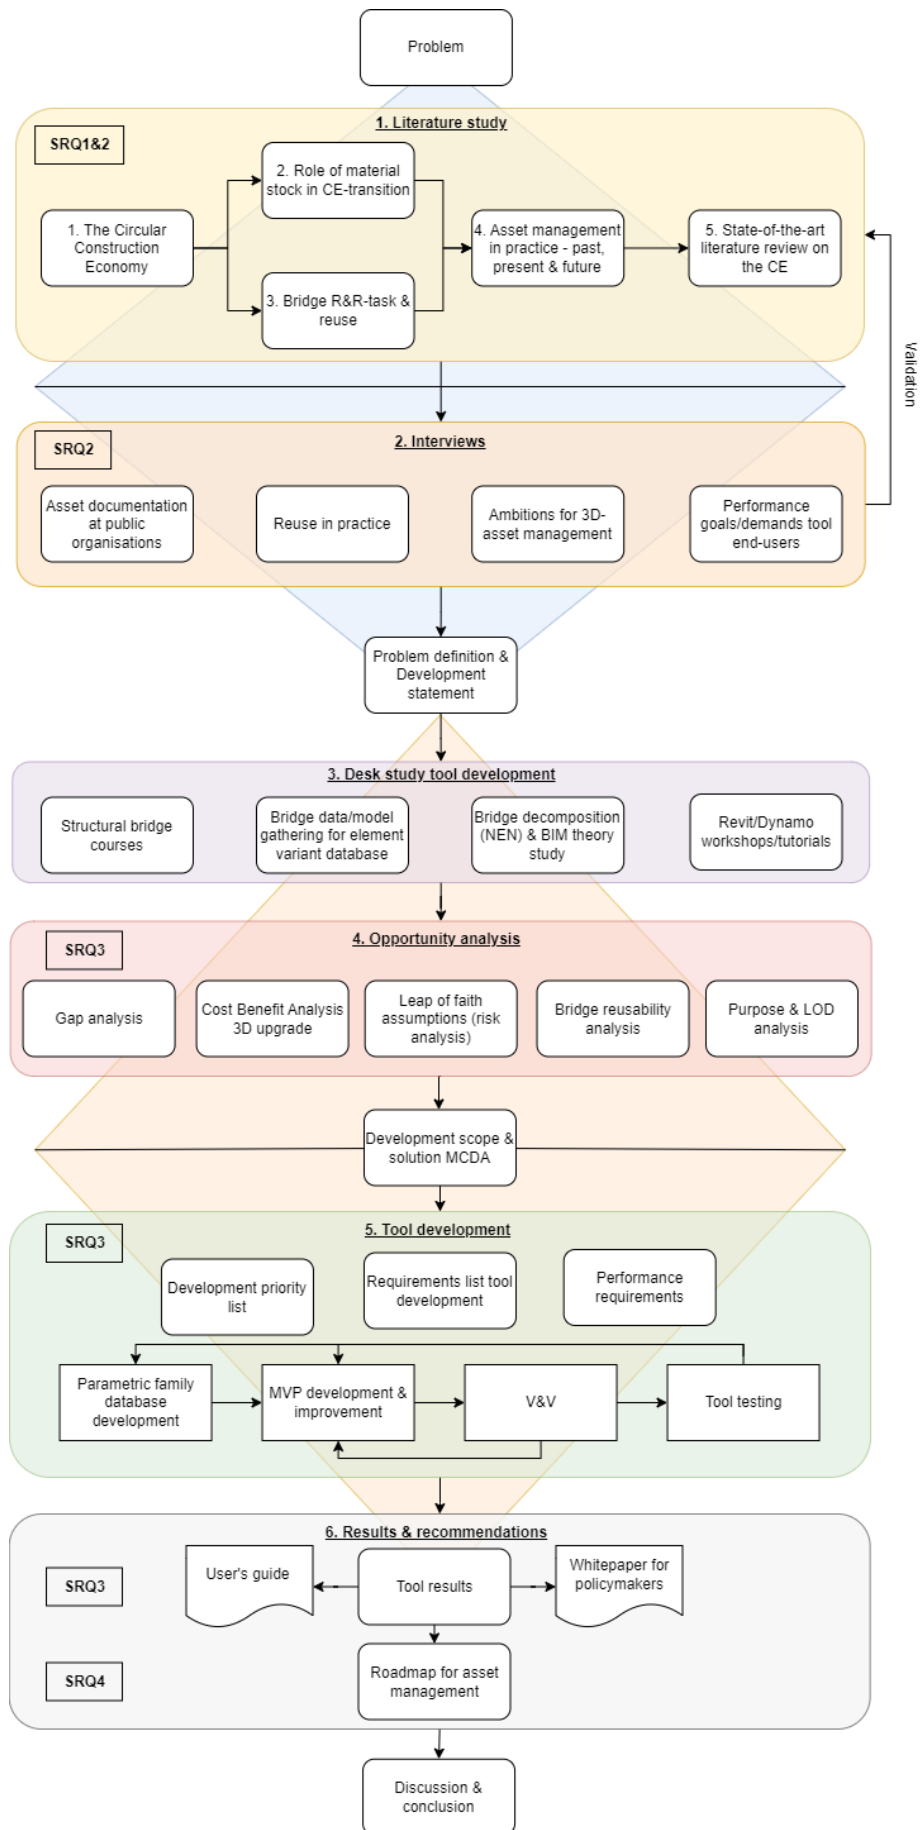 Problem
1. Literature study
SRQ1&2
1. The Circular
Construction
Economy
2. Role of material
stock in CE-transition
3. Bridge R&R-task &
reuse
4. Asset management
in practice - past,
present & future
5. State-of-the-art
literature review on
the CE
Validation
2. Interviews
SRQ2
Asset documentation
at public
organisations
Reuse in practice
Ambitions for 3D-
asset management
Performance
goals/demands tool
end-users
Problem definition &
Development
statement
3. Desk study tool development
Structural bridge
courses
Bridge data/model
gathering for element
variant database
Bridge decomposition
(NEN) & BIM theory
study
Revit/Dynamo
workshops/tutorials
4. Opportunity analysis
SRQ3
Gap analysis
Cost Benefit Analysis
3D upgrade
Leap of faith
assumptions (risk
analysis)
Bridge reusability
analysis
Purpose & LOD
analysis
Development scope &
solution MCDA
5. Tool development
SRQ3
Development priority
list
Requirements list tool
development
Performance
requirements
Parametric family
database
development
MVP development &
improvement
V&V
Tool testing
6. Results & recommendations
SRQ3
User's guide
Tool results
Whitepaper for
policymakers
SRQ4
Roadmap for asset
management
Discussion &
conclusion